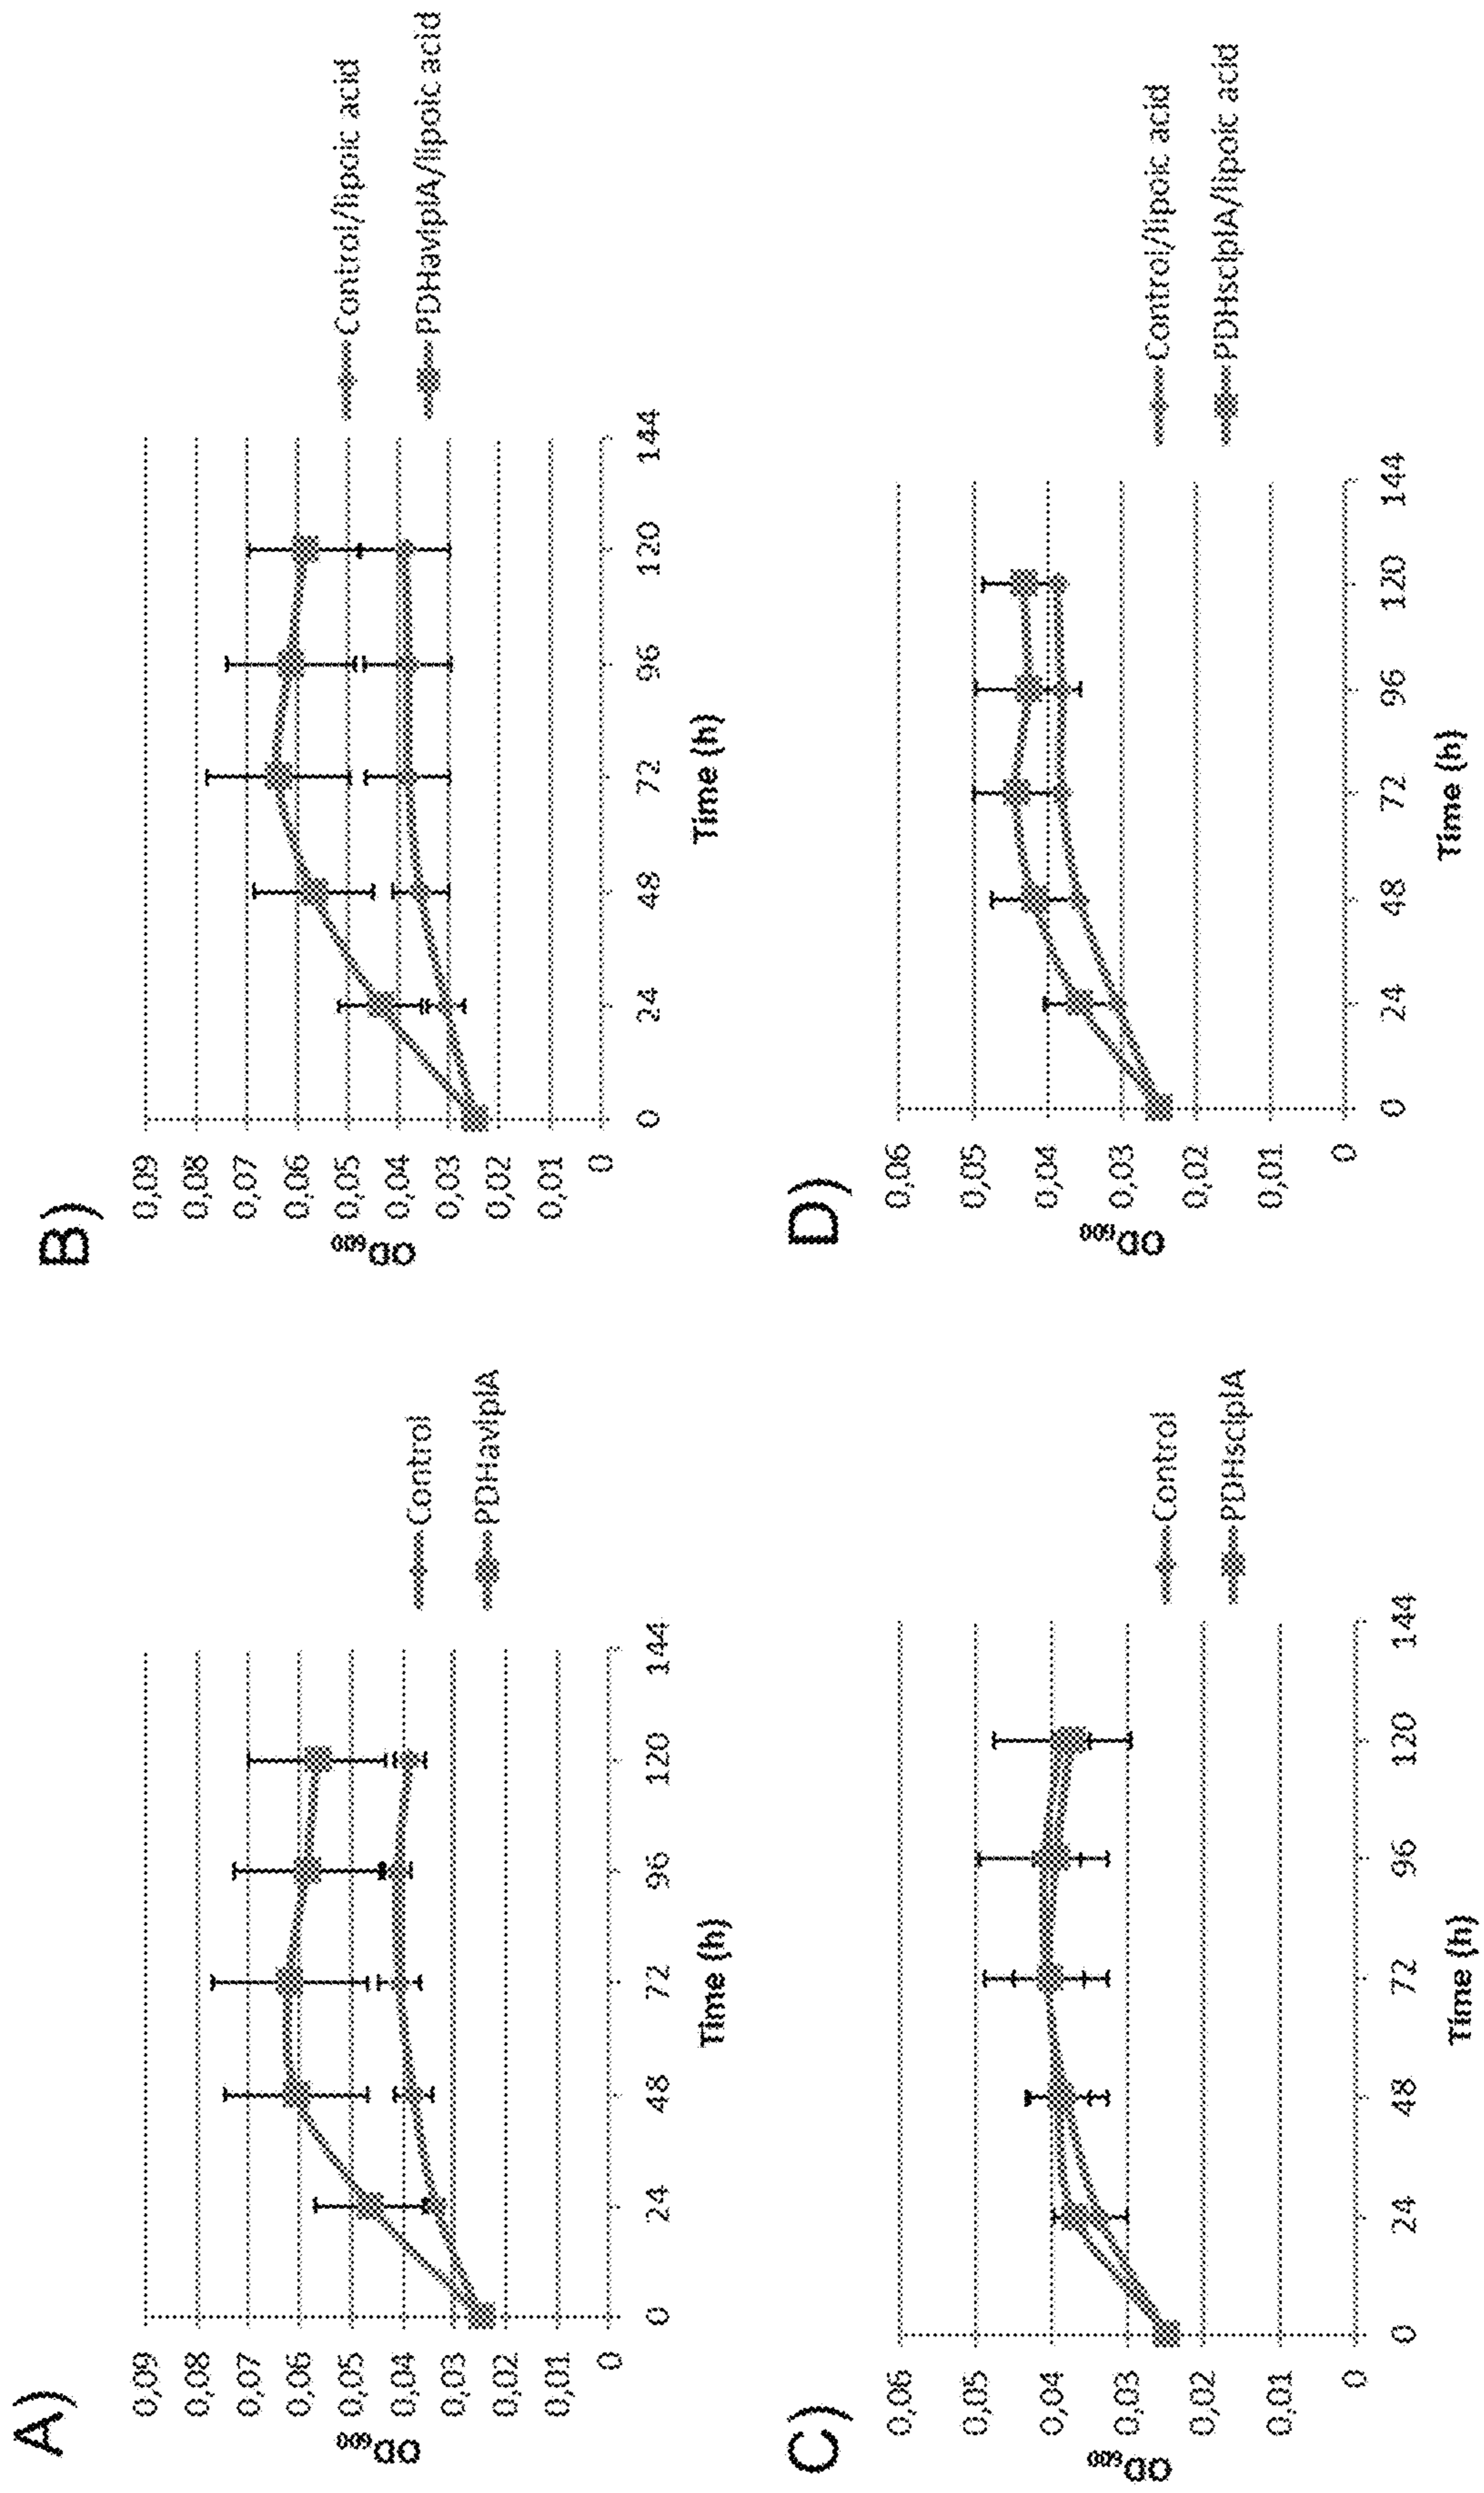 A)
OD600
0,09
0,08
0,07
0,06
0,05
0,04
0,03
0,02
0,01
0
0 24 48 72 96 120 144
Time (h)
Control
PDHavlplA
B)
OD600
0,09
0,08
0,07
0,06
0,05
0,04
0,03
0,02
0,01
0
0 24 48 72 96 120 144
Time (h)
Control/lipoic acid
PDHavlplA/lipoic acid
C)
OD600
0,06
0,05
0,04
0,03
0,02
0,01
0
0 24 48 72 96 120 144
Time (h)
Control
PDHsclplA
D)
OD600
0,06
0,05
0,04
0,03
0,02
0,01
0
0 24 48 72 96 120 144
Time (h)
Control/lipoic acid
PDHsclplA/lipoic acid